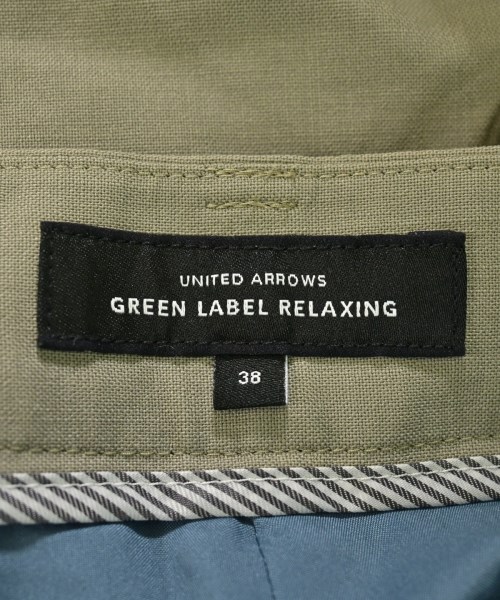 UNITED ARROWS
GREEN LABEL RELAXING
38